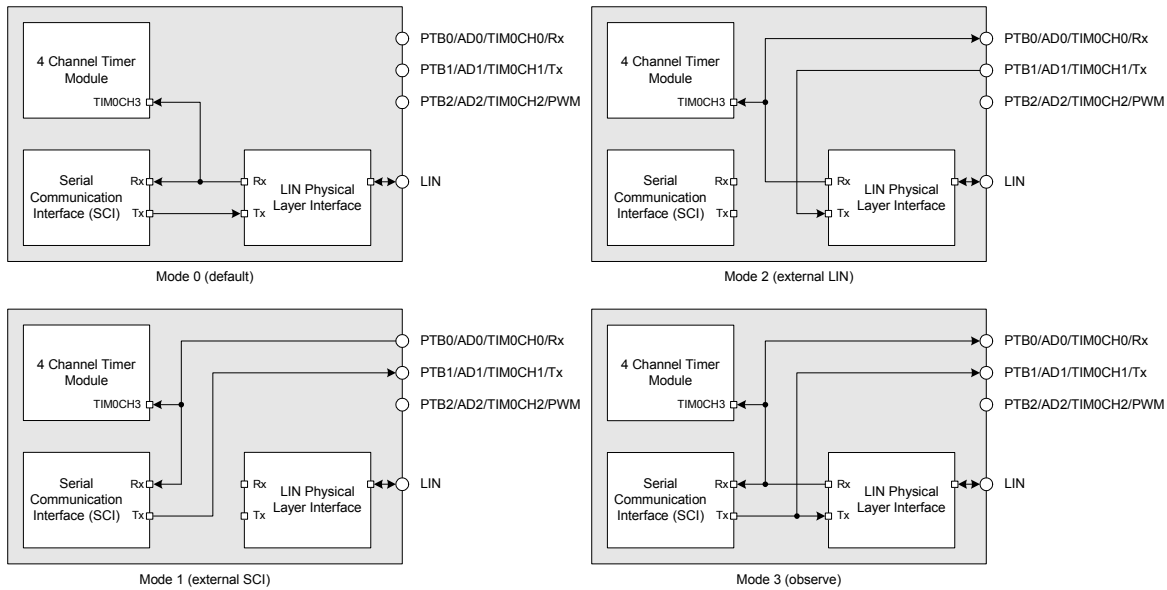 4 Channel Timer
Module
TIM0CH3
Serial
Communication
Interface (SCI)
Rx
Tx
Rx
Tx
LIN Physical
Layer Interface
PTB0/AD0/TIM0CH0/Rx
PTB1/AD1/TIM0CH1/Tx
PTB2/AD2/TIM0CH2/PWM
LIN
Mode 0 (default)
4 Channel Timer
Module
TIM0CH3
Serial
Communication
Interface (SCI)
Rx
Tx
Rx
Tx
LIN Physical
Layer Interface
PTB0/AD0/TIM0CH0/Rx
PTB1/AD1/TIM0CH1/Tx
PTB2/AD2/TIM0CH2/PWM
LIN
Mode 2 (external LIN)
4 Channel Timer
Module
TIM0CH3
Serial
Communication
Interface (SCI)
Rx
Tx
Rx
Tx
LIN Physical
Layer Interface
PTB0/AD0/TIM0CH0/Rx
PTB1/AD1/TIM0CH1/Tx
PTB2/AD2/TIM0CH2/PWM
LIN
Mode 1 (external SCI)
4 Channel Timer
Module
TIM0CH3
Serial
Communication
Interface (SCI)
Rx
Tx
Rx
Tx
LIN Physical
Layer Interface
PTB0/AD0/TIM0CH0/Rx
PTB1/AD1/TIM0CH1/Tx
PTB2/AD2/TIM0CH2/PWM
LIN
Mode 3 (observe)